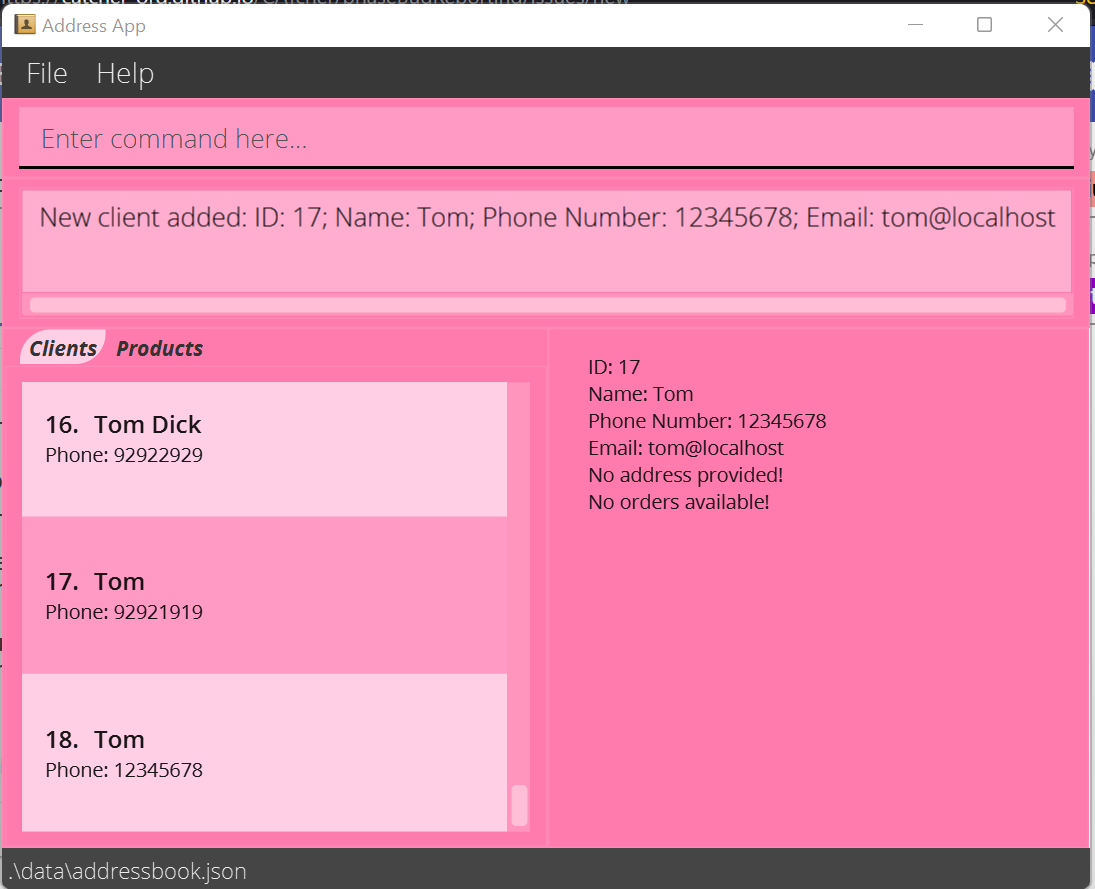 Address App
File Help
Enter command here...
New client added: ID: 17; Name: Tom; Phone Number: 12345678; Email: tom@localhost
Clients Products
16. Tom Dick
Phone: 92922929
17. Tom
Phone: 92921919
18. Tom
Phone: 12345678
ID: 17
Name: Tom
Phone Number: 12345678
Email: tom@localhost
No address provided!
No orders available!
.\data\addressbook.json